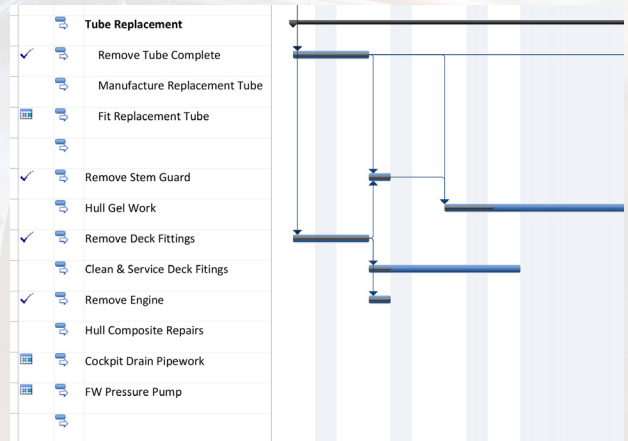 Tube Replacement
Remove Tube Complete
Manufacture Replacement Tube
Fit Replacement Tube
Remove Stem Guard
Hull Gel Work
Remove Deck Fittings
Clean & Service Deck Fitings
Remove Engine
Hull Composite Repairs
Cockpit Drain Pipework
FW Pressure Pump